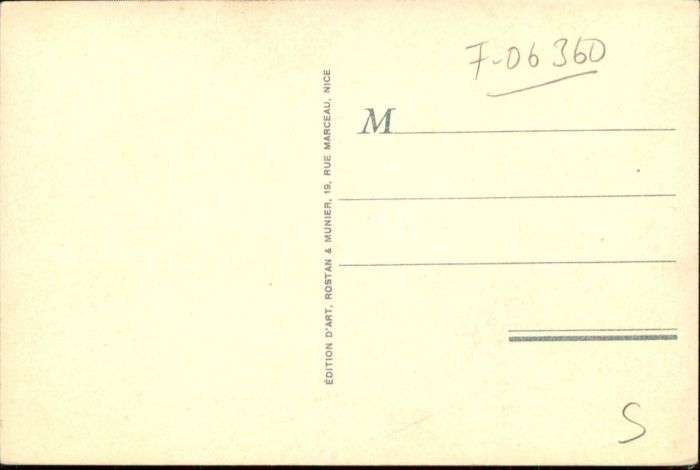 F-06360
M
ÉDITION D'ART, ROSTAN & MUNIER, 19, RUE MARCEAU, NICE
S